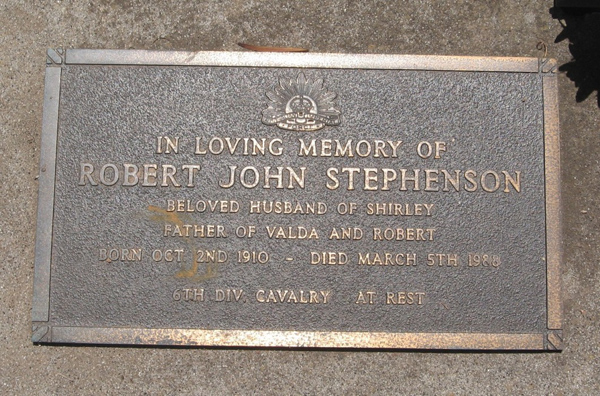 IN LOVING MEMORY OF
ROBERT JOHN STEPHENSON
BELOVED HUSBAND OF SHIRLEY
FATHER OF VALDA AND ROBERT
BORN OCT. 2ND 1910 - DIED MARCH 5TH 1988
6TH DIV. CAVALRY AT REST